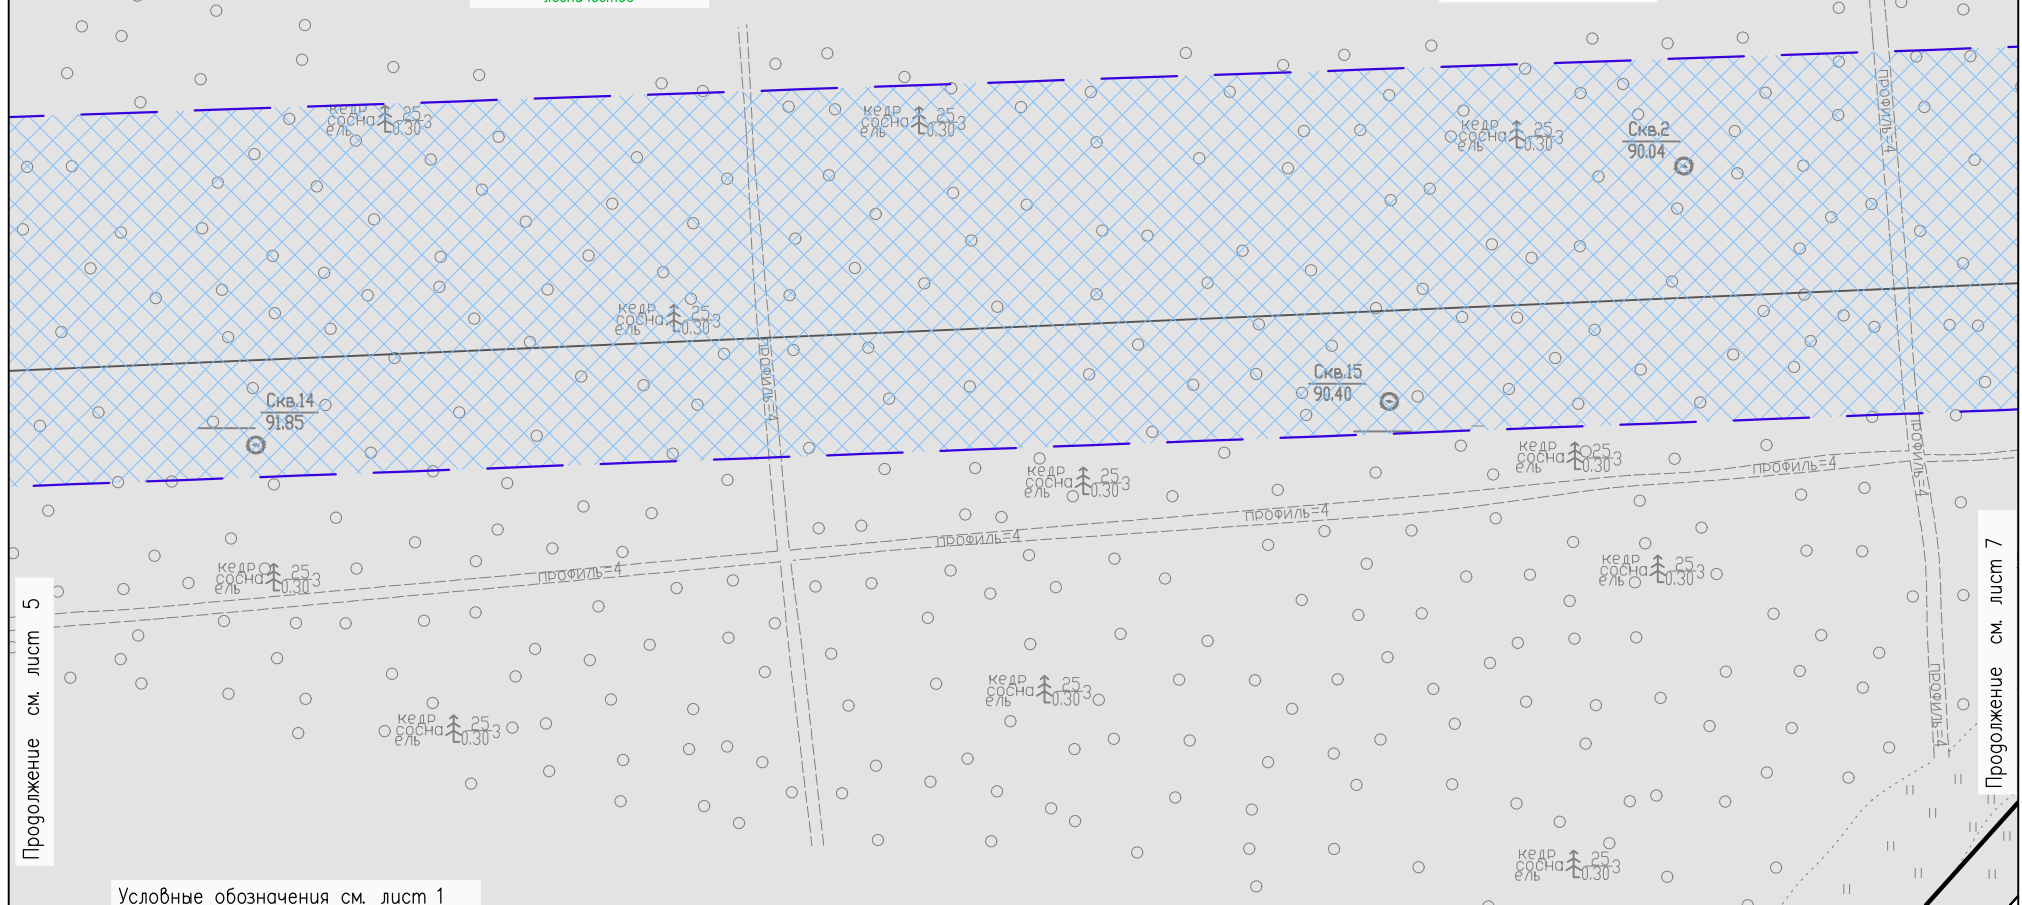 кедр
сосна 25
ель 0.30 3
кедр
сосна 25
ель 0.30 3
кедр
сосна 25
ель 0.30 3
Скв.2
90.04
ПРОФИЛЬ=4
кедр
сосна 25
ель 0.30 3
ПРОФИЛЬ=4
Скв.14
91.85
Скв.15
90.40
кедр
сосна 25
ель 0.30 3
кедр
сосна 25
ель 0.30 3
ПРОФИЛЬ=4
ПРОФИЛЬ=4
ПРОФИЛЬ=4
ПРОФИЛЬ=4
ПРОФИЛЬ=4
кедр
сосна 25
ель 0.30 3
кедр
сосна 25
ель 0.30 3
Продолжение см. лист 5
Продолжение см. лист 7
ПРОФИЛЬ=4
кедр
сосна 25
ель 0.30 3
кедр
сосна 25
ель 0.30 3
кедр
сосна 25
ель 0.30 3
Условные обозначения см. лист 1